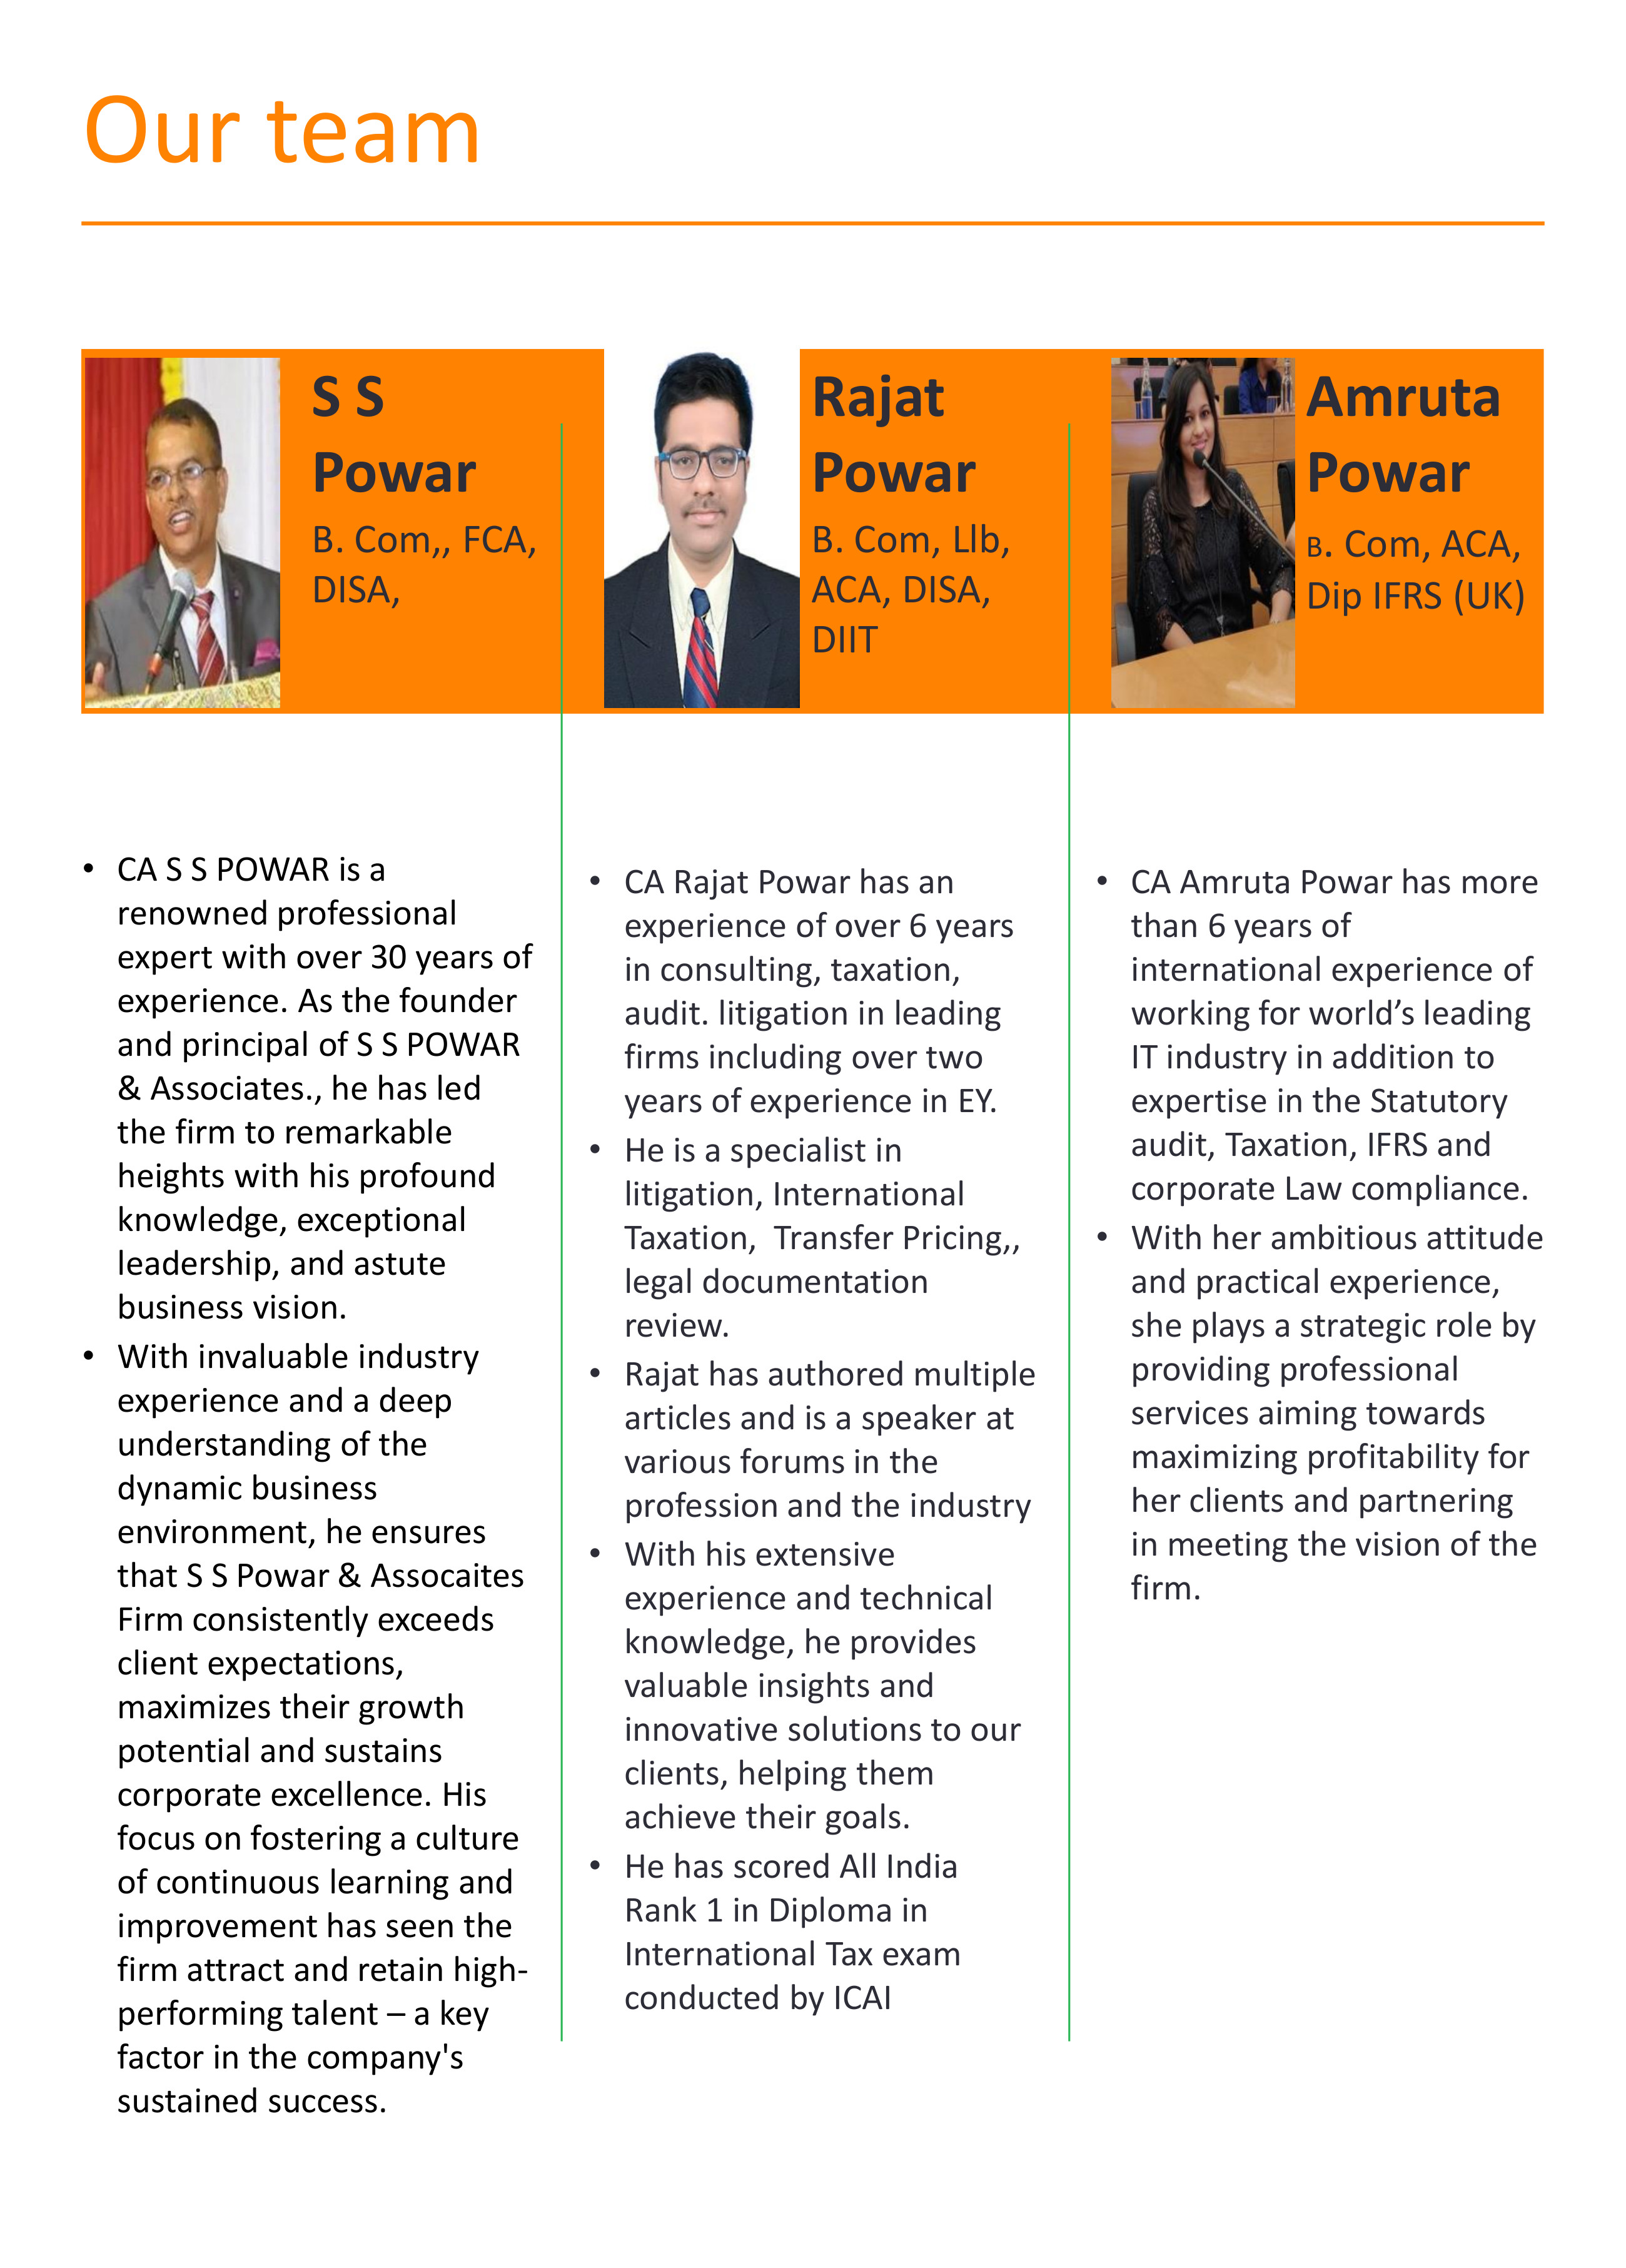 Our team
S S
Powar
B. Com,, FCA,
DISA,
Rajat
Powar
B. Com, Llb,
ACA, DISA,
DIIT
Amruta
Powar
B. Com, ACA,
Dip IFRS (UK)
• CA S S POWAR is a
renowned professional
expert with over 30 years of
experience. As the founder
and principal of S S POWAR
& Associates., he has led
the firm to remarkable
heights with his profound
knowledge, exceptional
leadership, and astute
business vision.
• With invaluable industry
experience and a deep
understanding of the
dynamic business
environment, he ensures
that S S Powar & Assocaites
Firm consistently exceeds
client expectations,
maximizes their growth
potential and sustains
corporate excellence. His
focus on fostering a culture
of continuous learning and
improvement has seen the
firm attract and retain high-
performing talent – a key
factor in the company's
sustained success.
• CA Rajat Powar has an
experience of over 6 years
in consulting, taxation,
audit. litigation in leading
firms including over two
years of experience in EY.
• He is a specialist in
litigation, International
Taxation,  Transfer Pricing,,
legal documentation
review.
• Rajat has authored multiple
articles and is a speaker at
various forums in the
profession and the industry
• With his extensive
experience and technical
knowledge, he provides
valuable insights and
innovative solutions to our
clients, helping them
achieve their goals.
• He has scored All India
Rank 1 in Diploma in
International Tax exam
conducted by ICAI
• CA Amruta Powar has more
than 6 years of
international experience of
working for world’s leading
IT industry in addition to
expertise in the Statutory
audit, Taxation, IFRS and
corporate Law compliance.
• With her ambitious attitude
and practical experience,
she plays a strategic role by
providing professional
services aiming towards
maximizing profitability for
her clients and partnering
in meeting the vision of the
firm.